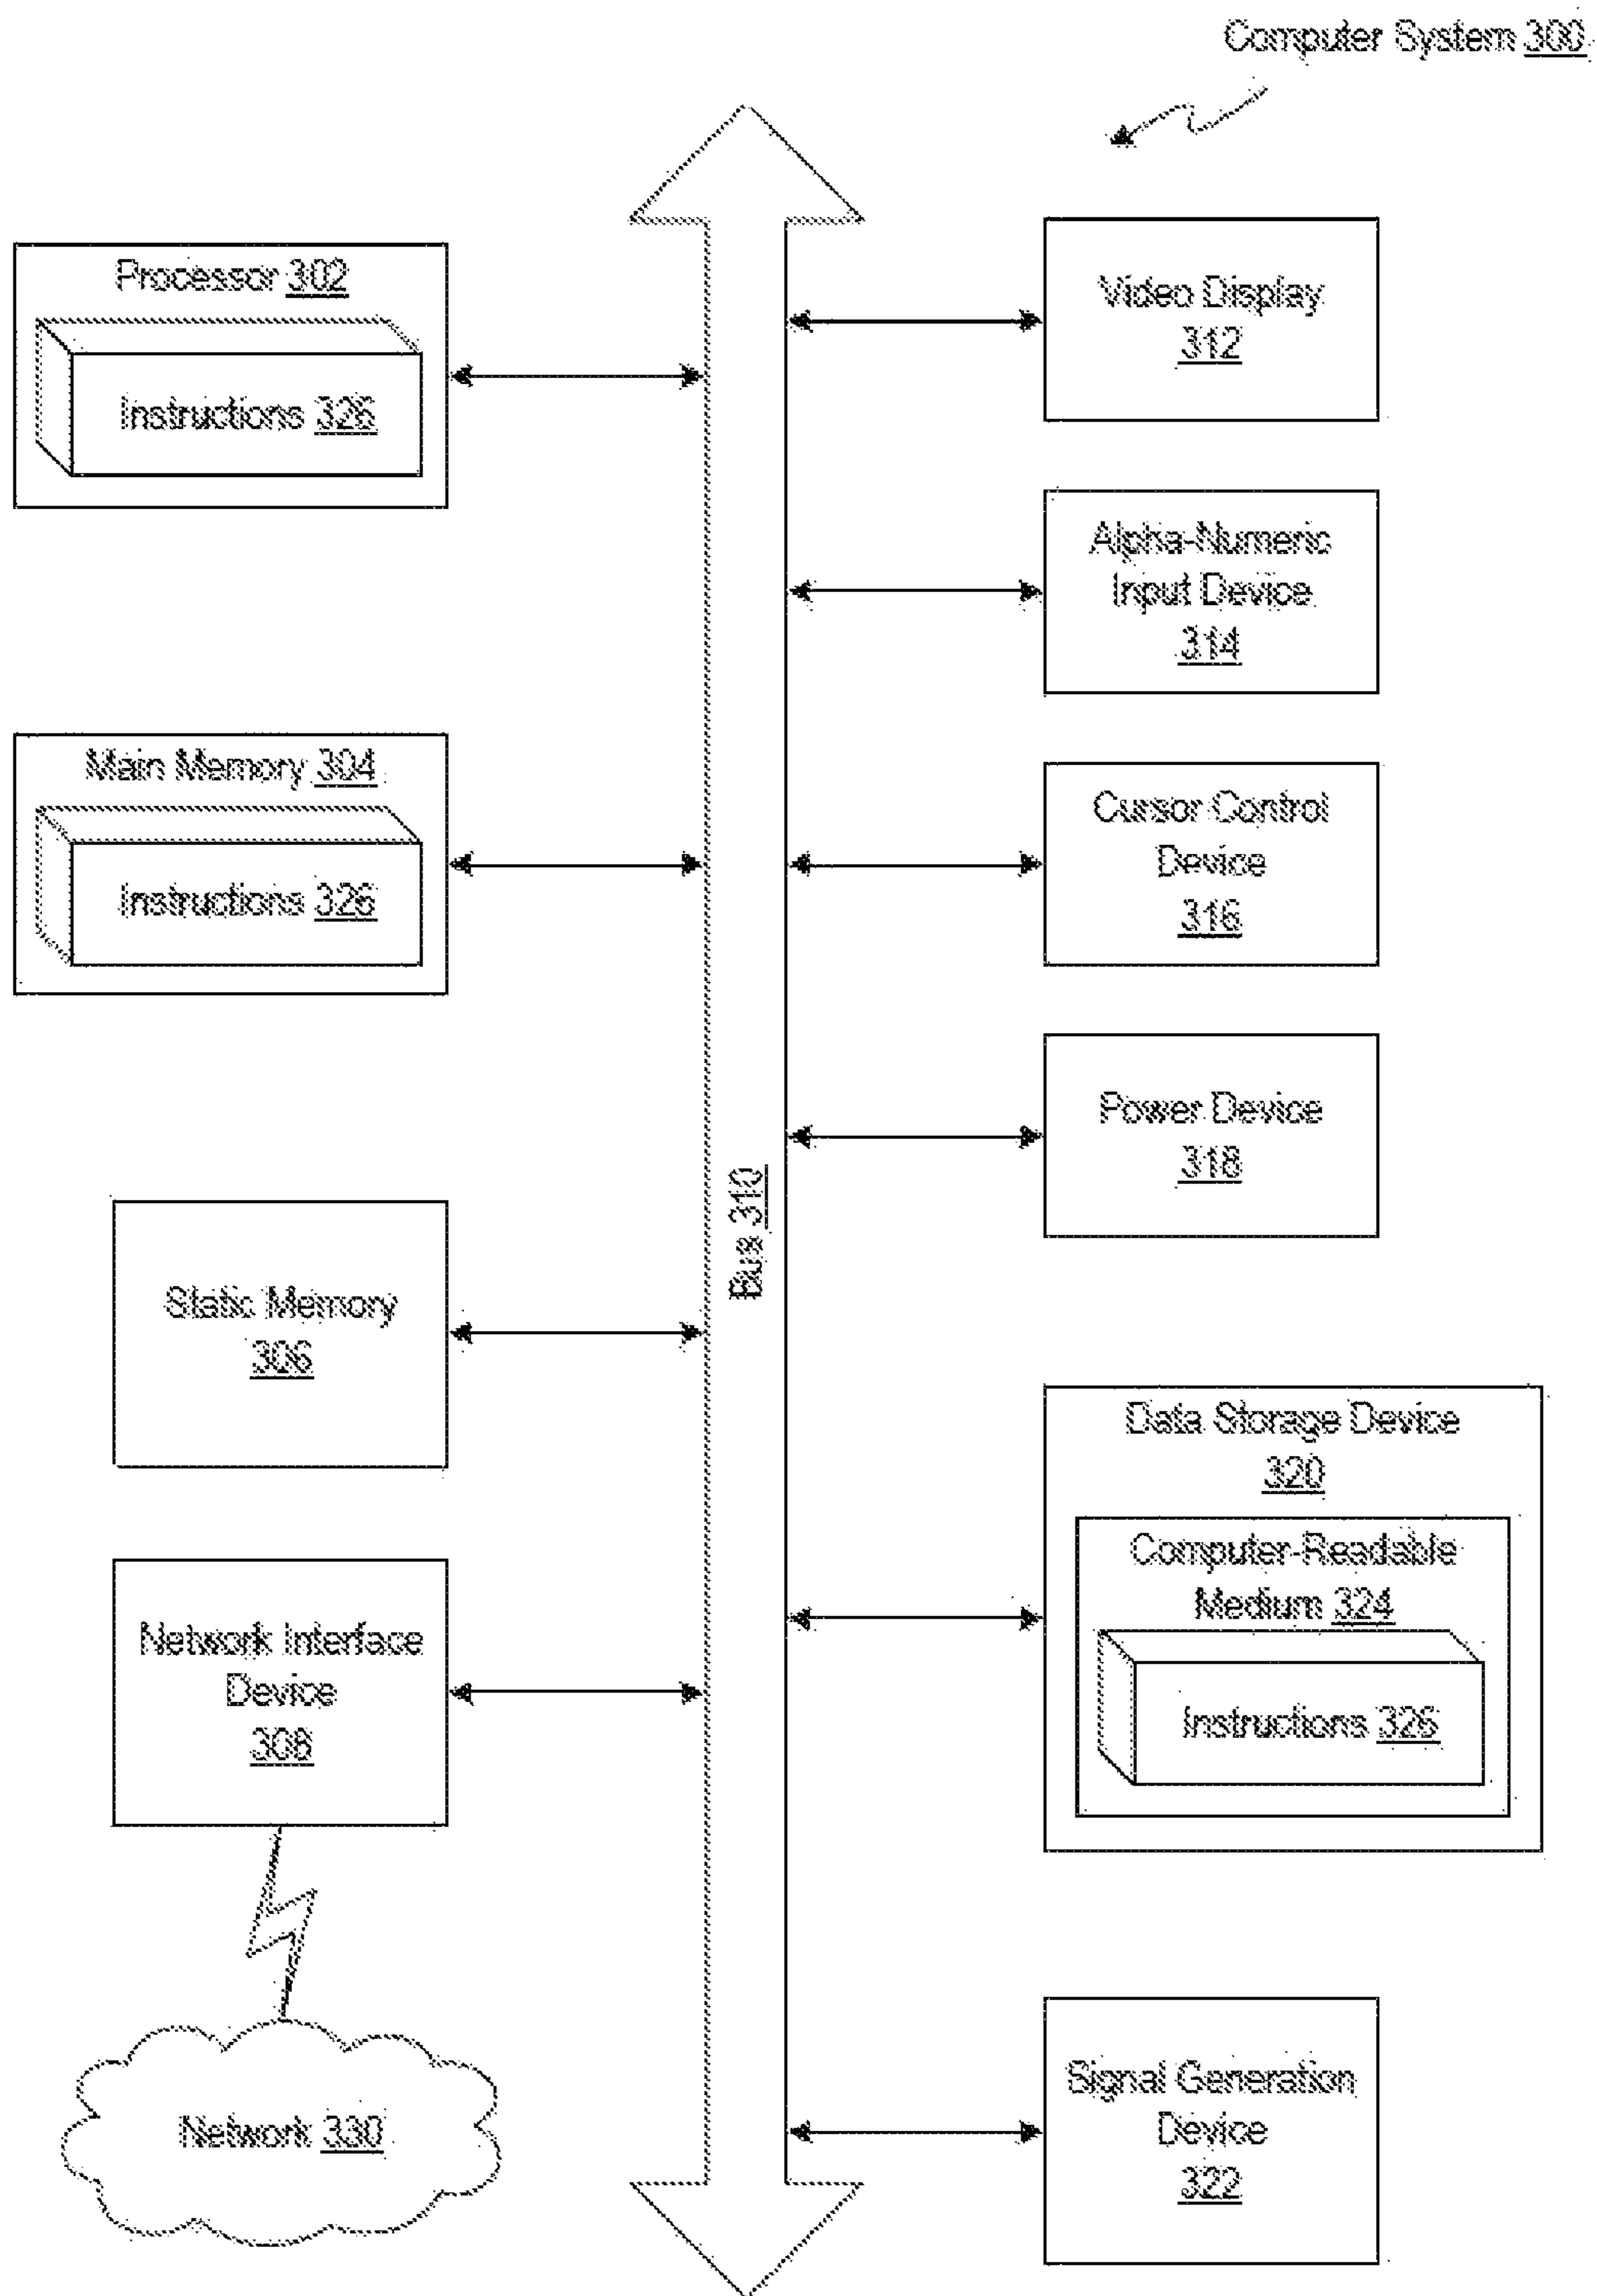 Computer System 300
Processor 302
Instructions 326
Main Memory 304
Instructions 326
Static Memory
306
Network Interface
Device
308
Network 330
Bus 310
Video Display
312
Alpha-Numeric
Input Device
314
Cursor Control
Device
316
Power Device
318
Data Storage Device
320
Computer-Readable
Medium 324
Instructions 326
Signal Generation
Device
322